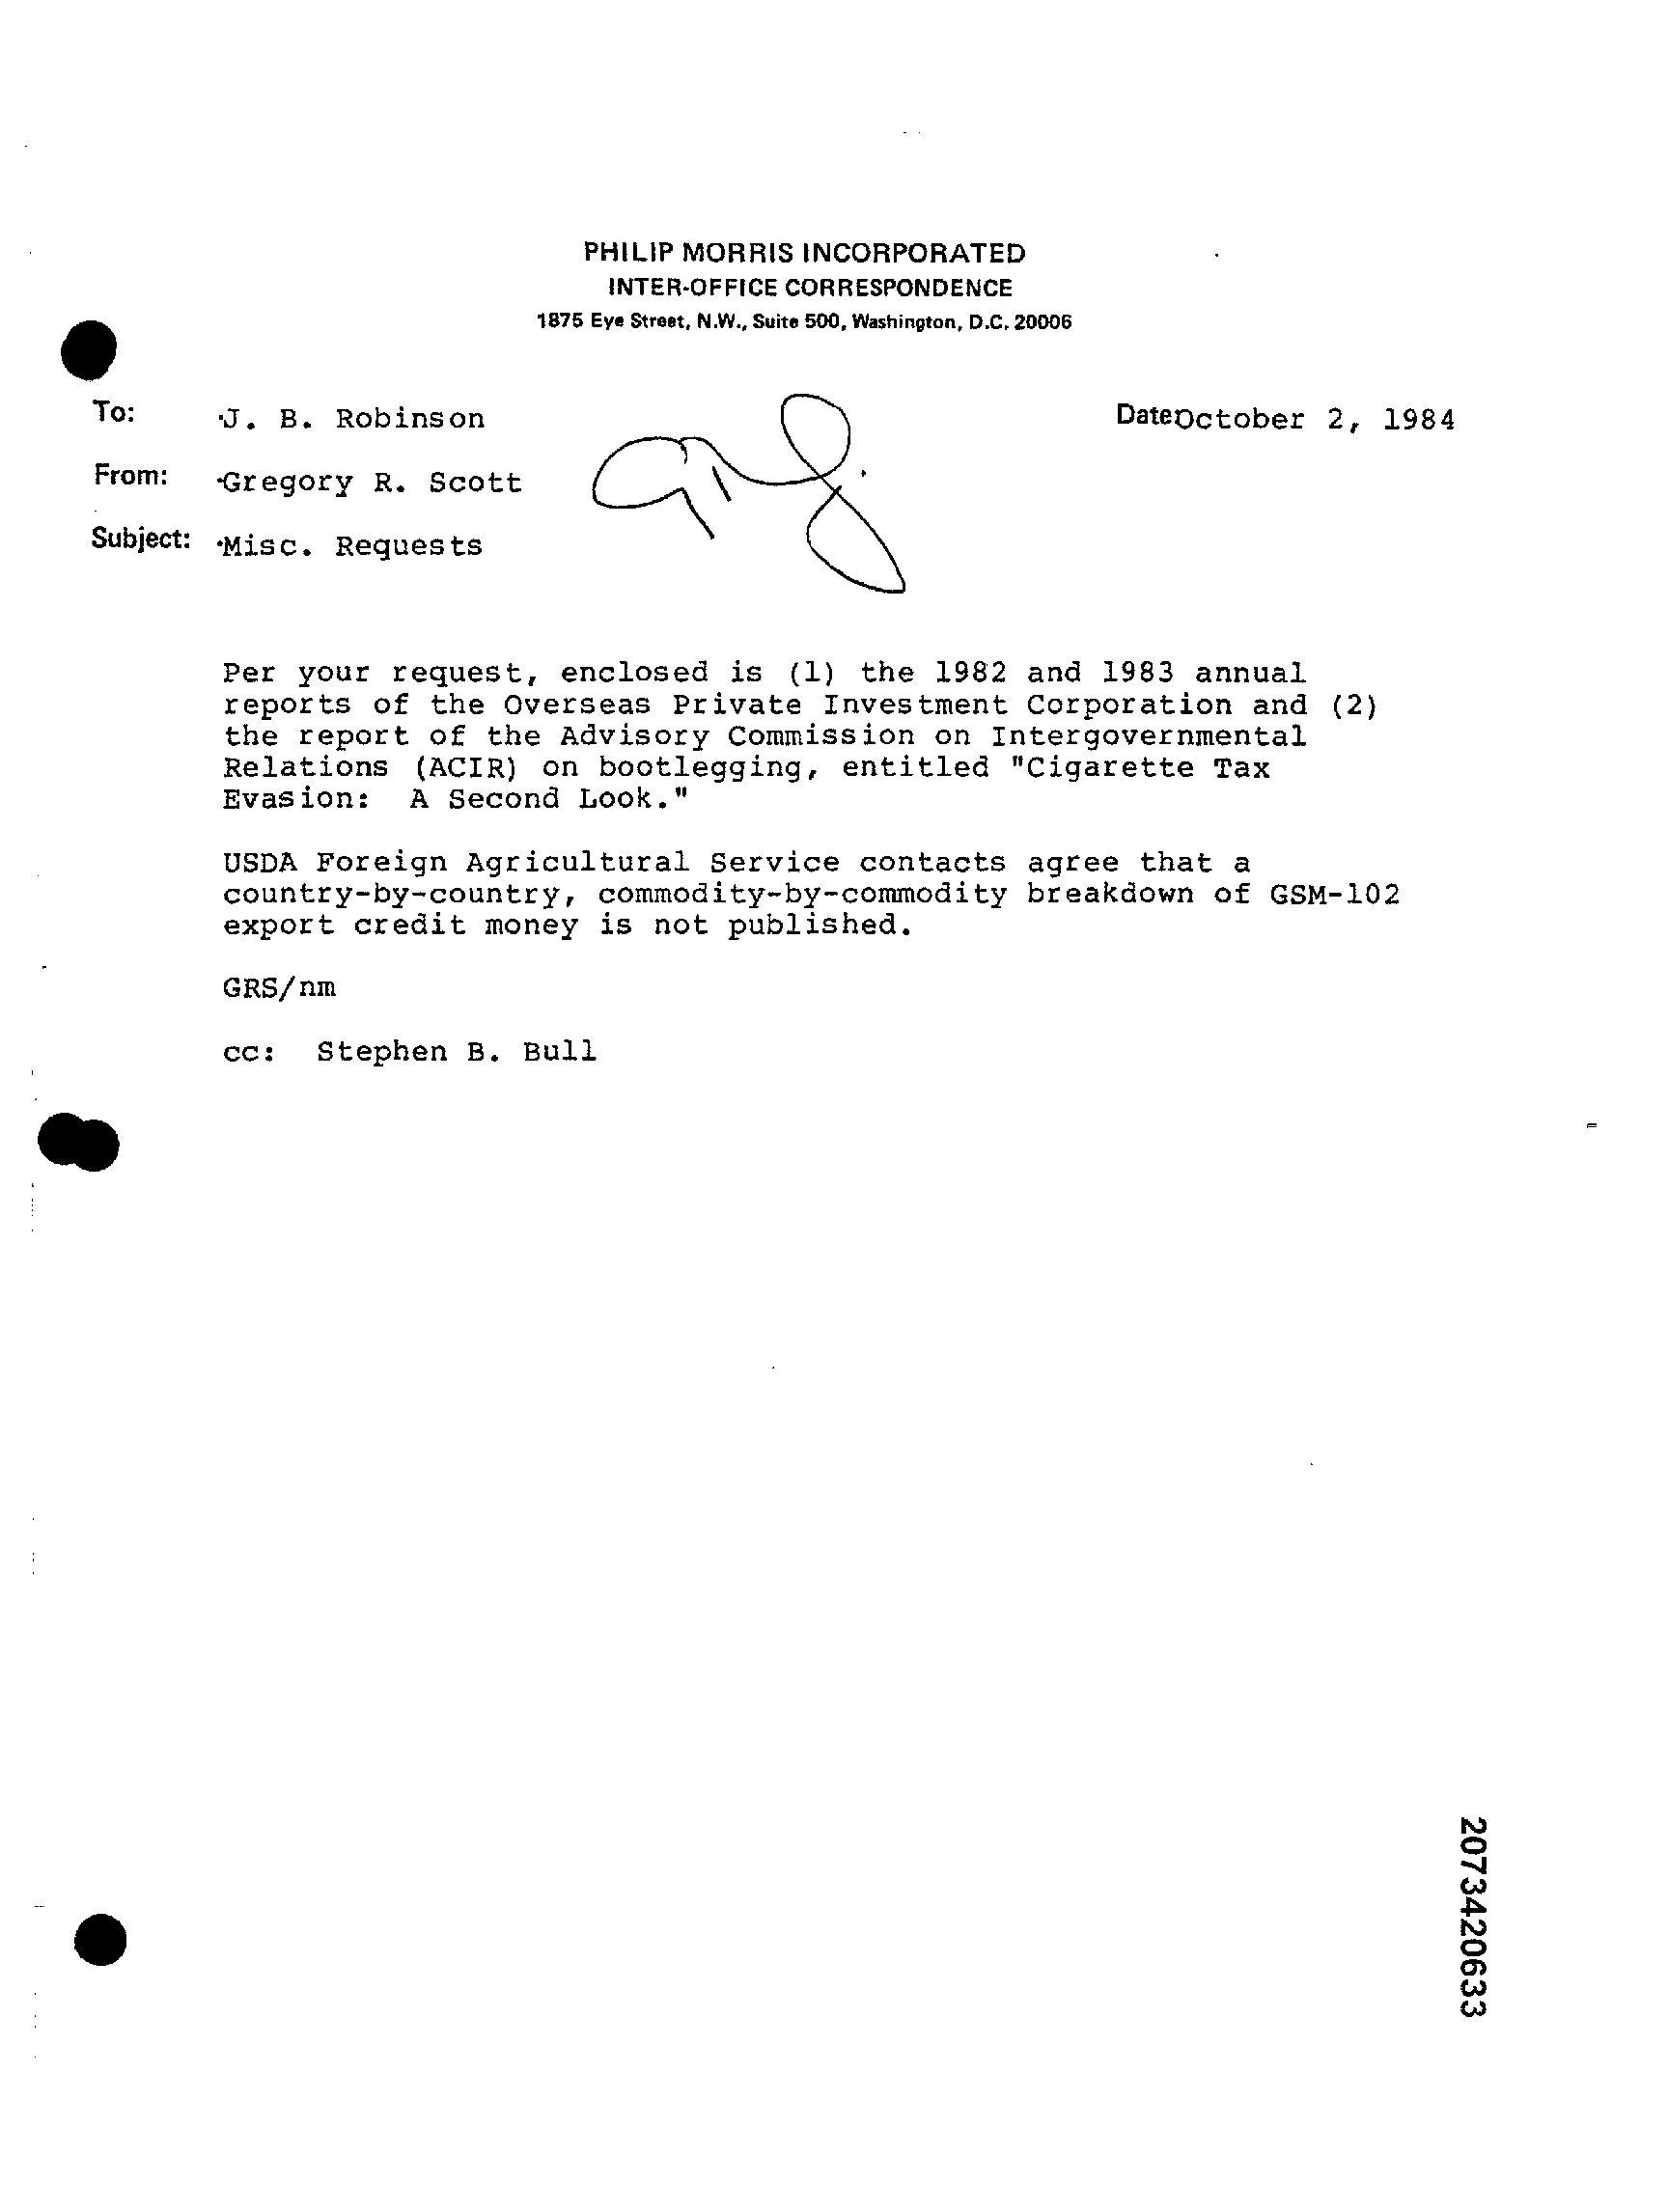 PHILIP MORRIS INCORPORATED
INTER-OFFICE CORRESPONDENCE
1875 Eye Street, N.W., Suite 500, Washington, D.C. 20006
To: J. B. Robinson
Date October 2, 1984
From: Gregory R. Scott
Subject: Misc. Requests
Per your request, enclosed is (1) the 1982 and 1983 annual
reports of the Overseas Private Investment Corporation and (2)
the report of the Advisory Commission on Intergovernmental
Relations (ACIR) on bootlegging, entitled "Cigarette Tax
Evasion: A Second Look."
USDA Foreign Agricultural Service contacts agree that a
country-by-country, commodity-by-commodity breakdown of GSM-102
export credit money is not published.
GRS/nm
cc: Stephen B. Bull
2073420633